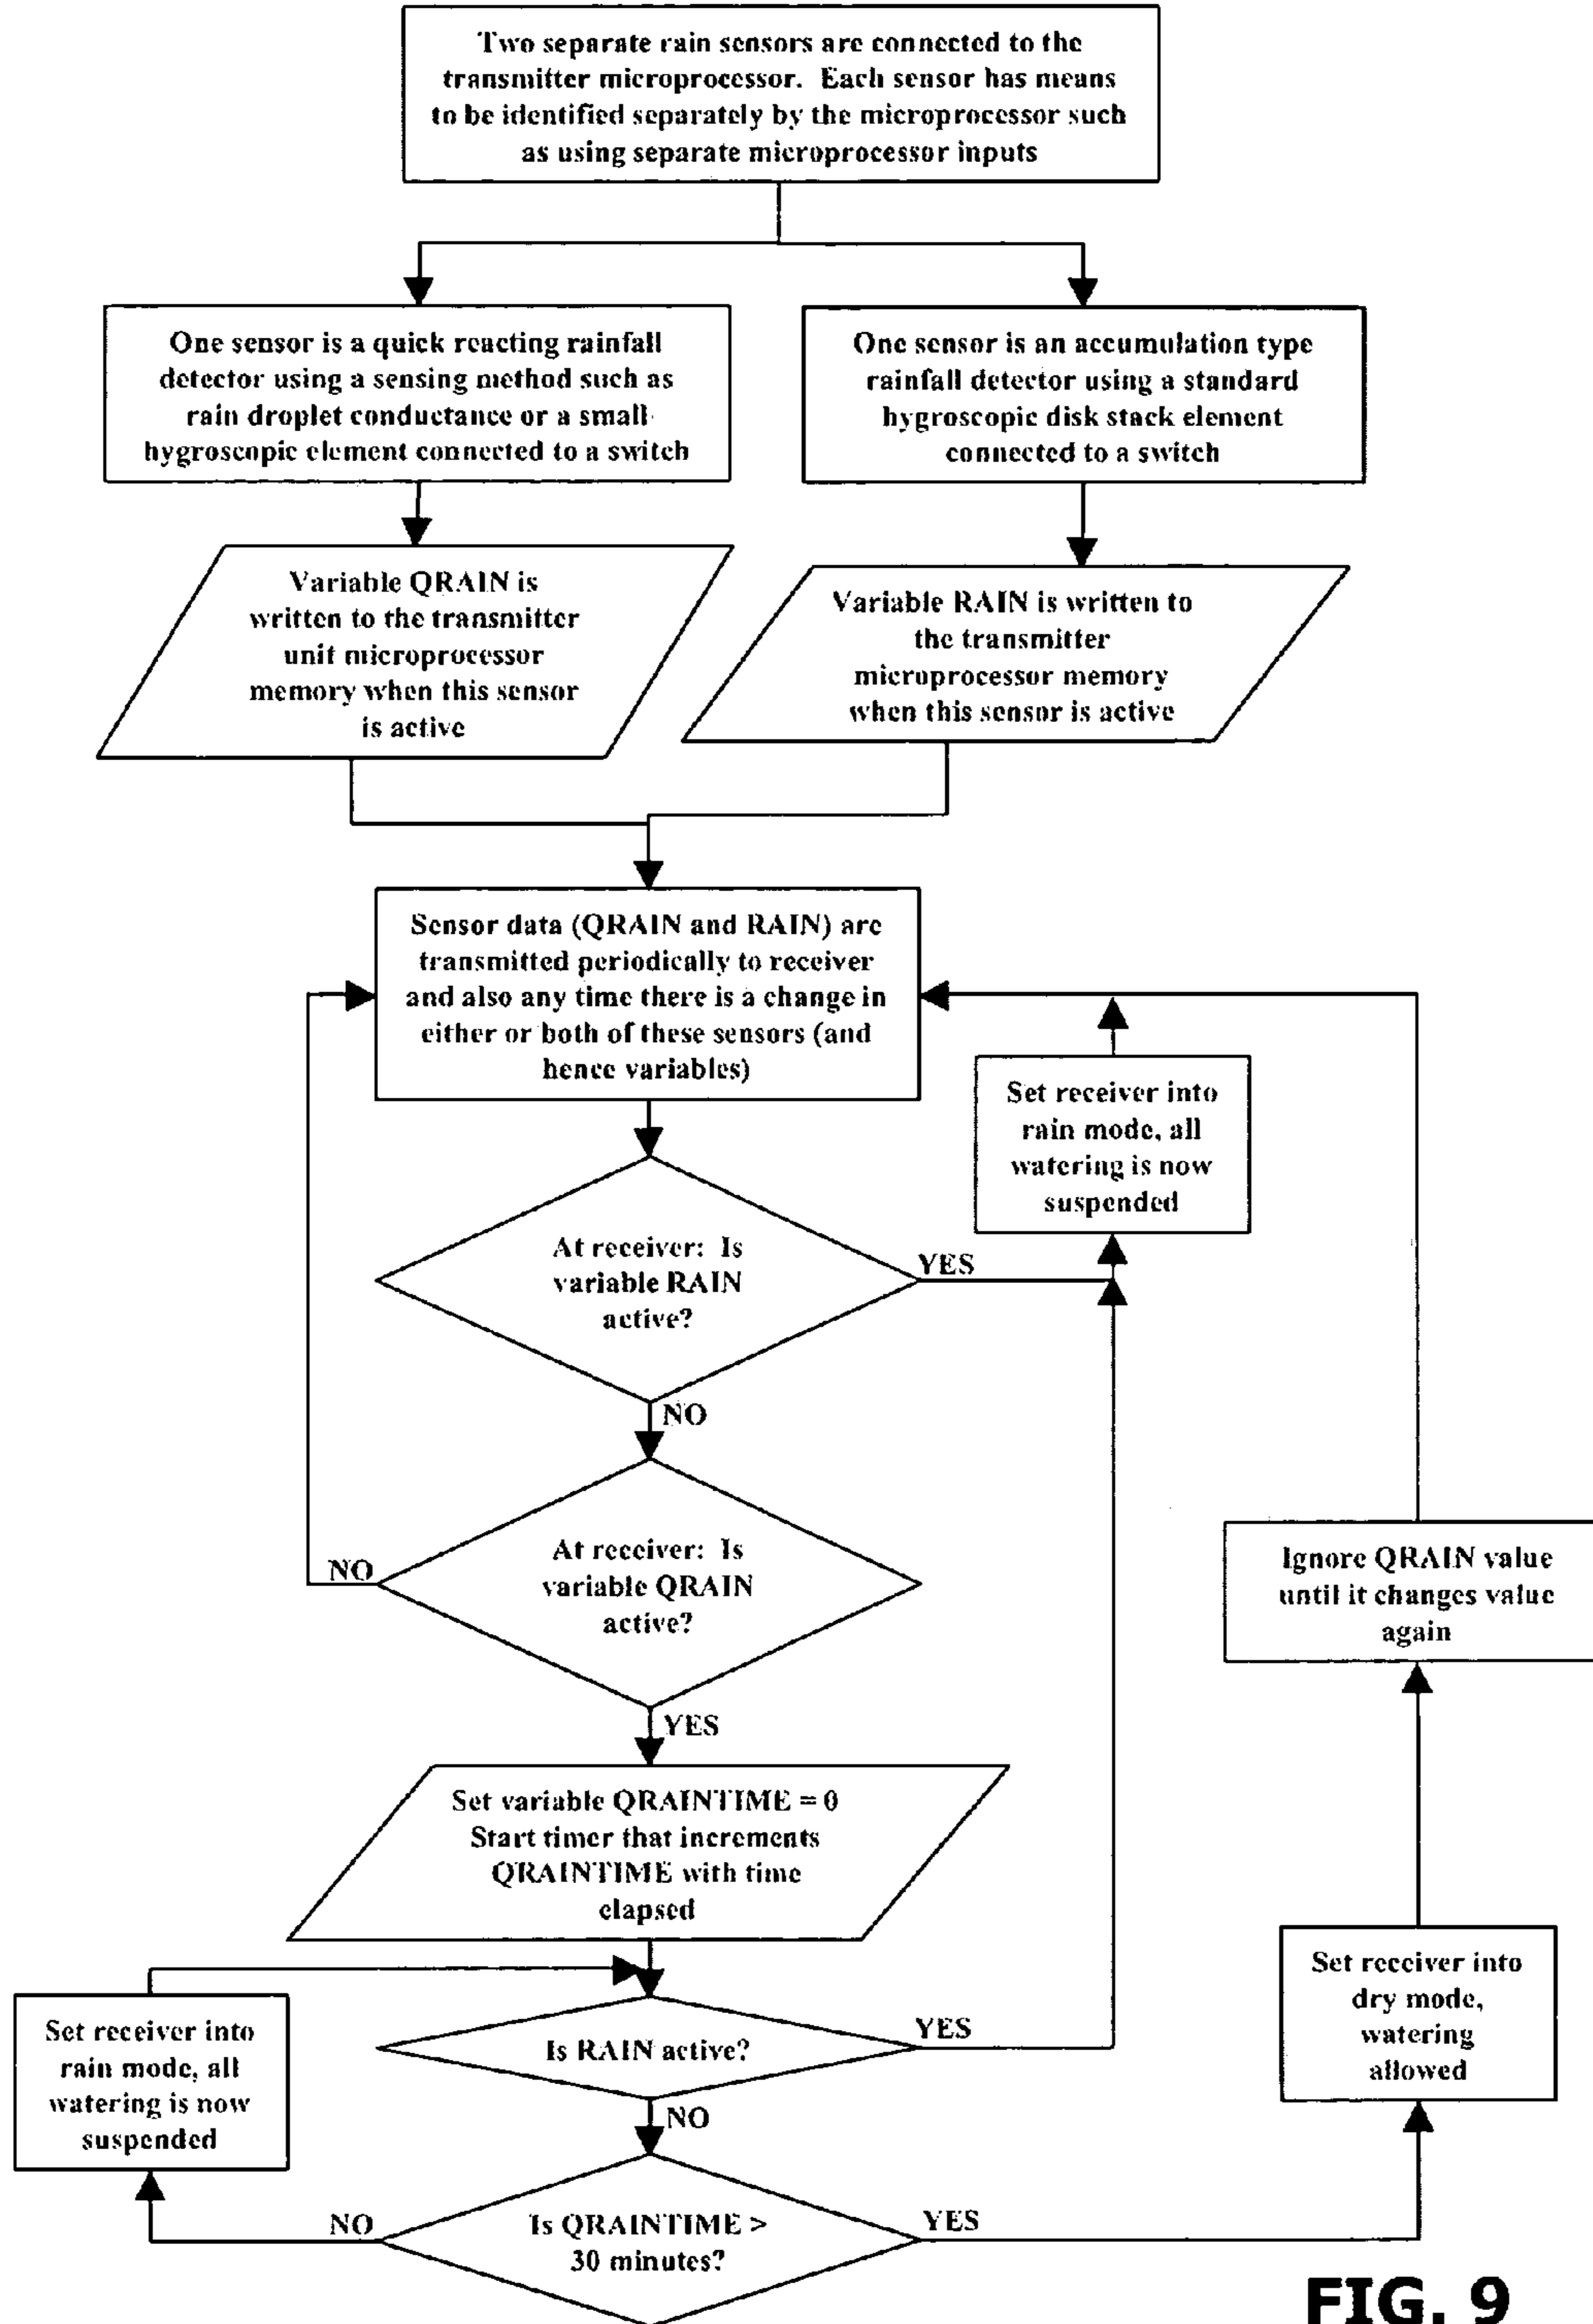 Two separate rain sensors are connected to the
transmitter microprocessor. Each sensor has means
to be identified separately by the microprocessor such
as using separate microprocessor inputs
One sensor is a quick reacting rainfall
detector using a sensing method such as
rain droplet conductance or a small
hygroscopic element connected to a switch
One sensor is an accumulation type
rainfall detector using a standard
hygroscopic disk stack element
connected to a switch
Variable QRAIN is
written to the transmitter
unit microprocessor
memory when this sensor
is active
Variable RAIN is written to
the transmitter
microprocessor memory
when this sensor is active
Sensor data (QRAIN and RAIN) are
transmitted periodically to receiver
and also any time there is a change in
either or both of these sensors (and
hence variables)
Set receiver into
rain mode, all
watering is now
suspended
At receiver: Is
variable RAIN
active?
YES
NO
At receiver: Is
variable QRAIN
active?
NO
YES
Ignore QRAIN value
until it changes value
again
Set variable QRAINTIME = 0
Start timer that increments
QRAINTIME with time
elapsed
Set receiver into
dry mode,
watering
allowed
Set receiver into
rain mode, all
watering is now
suspended
Is RAIN active?
YES
NO
Is QRAINTIME >
30 minutes?
NO
YES
FIG. 9